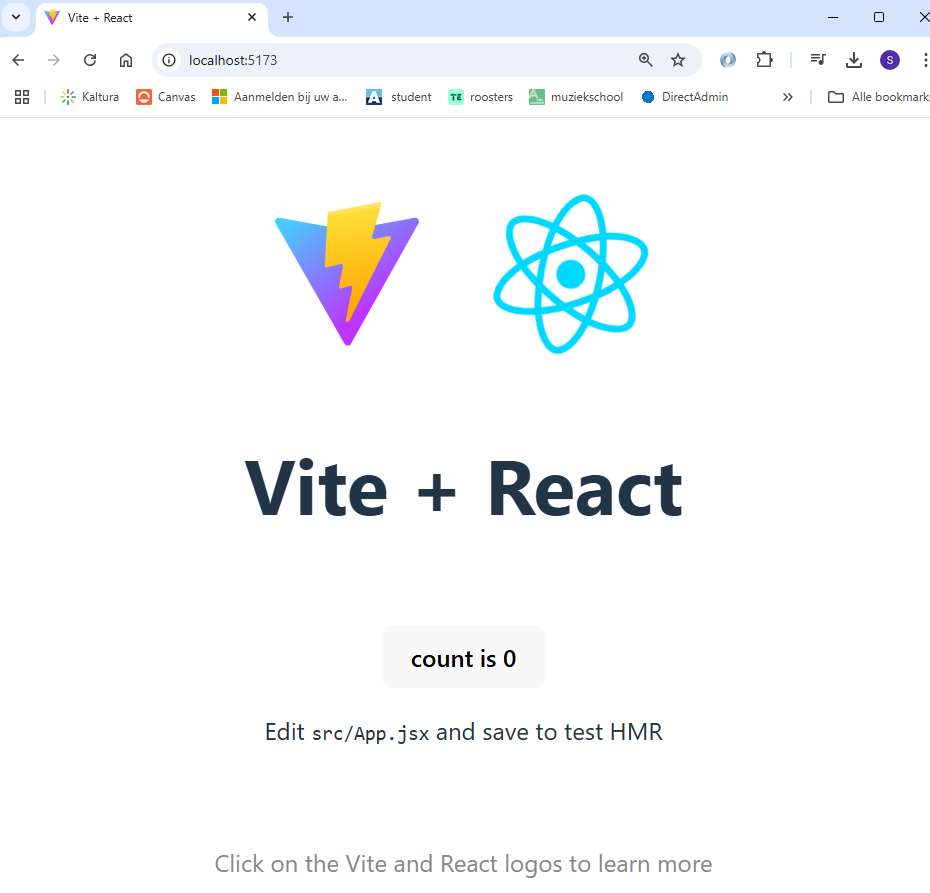 Vite + React
localhost:5173
S
Kaltura Canvas Aanmelden bij uw a... student TE roosters muziekschool DirectAdmin Alle bookmark
Vite + React
count is 0
Edit src/App.jsx and save to test HMR
Click on the Vite and React logos to learn more